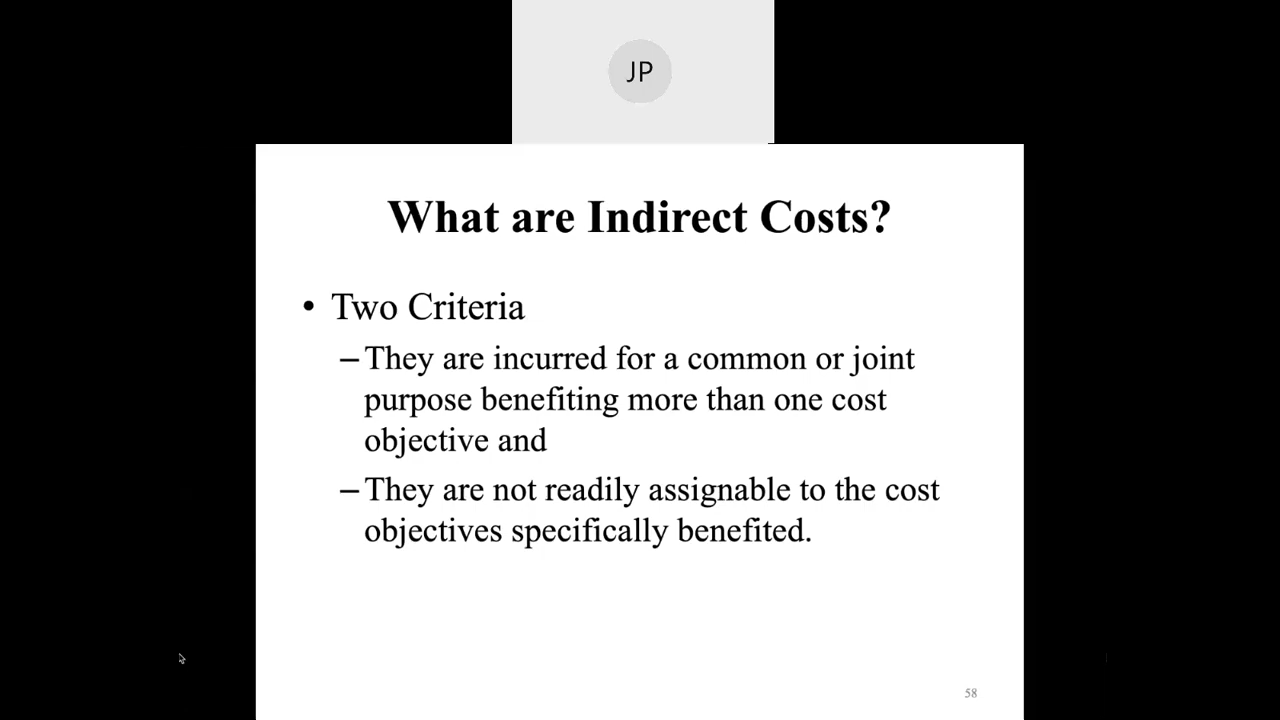 JP
What are Indirect Costs?
• Two Criteria
– They are incurred for a common or joint
purpose benefiting more than one cost
objective and
– They are not readily assignable to the cost
objectives specifically benefited.
58